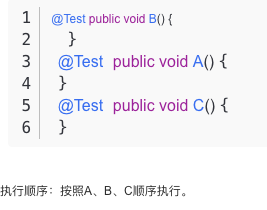 1 @Test public void B() {
2 }
3 @Test public void A() {
4 }
5 @Test public void C() {
6 }
执行顺序：按照A、B、C顺序执行。